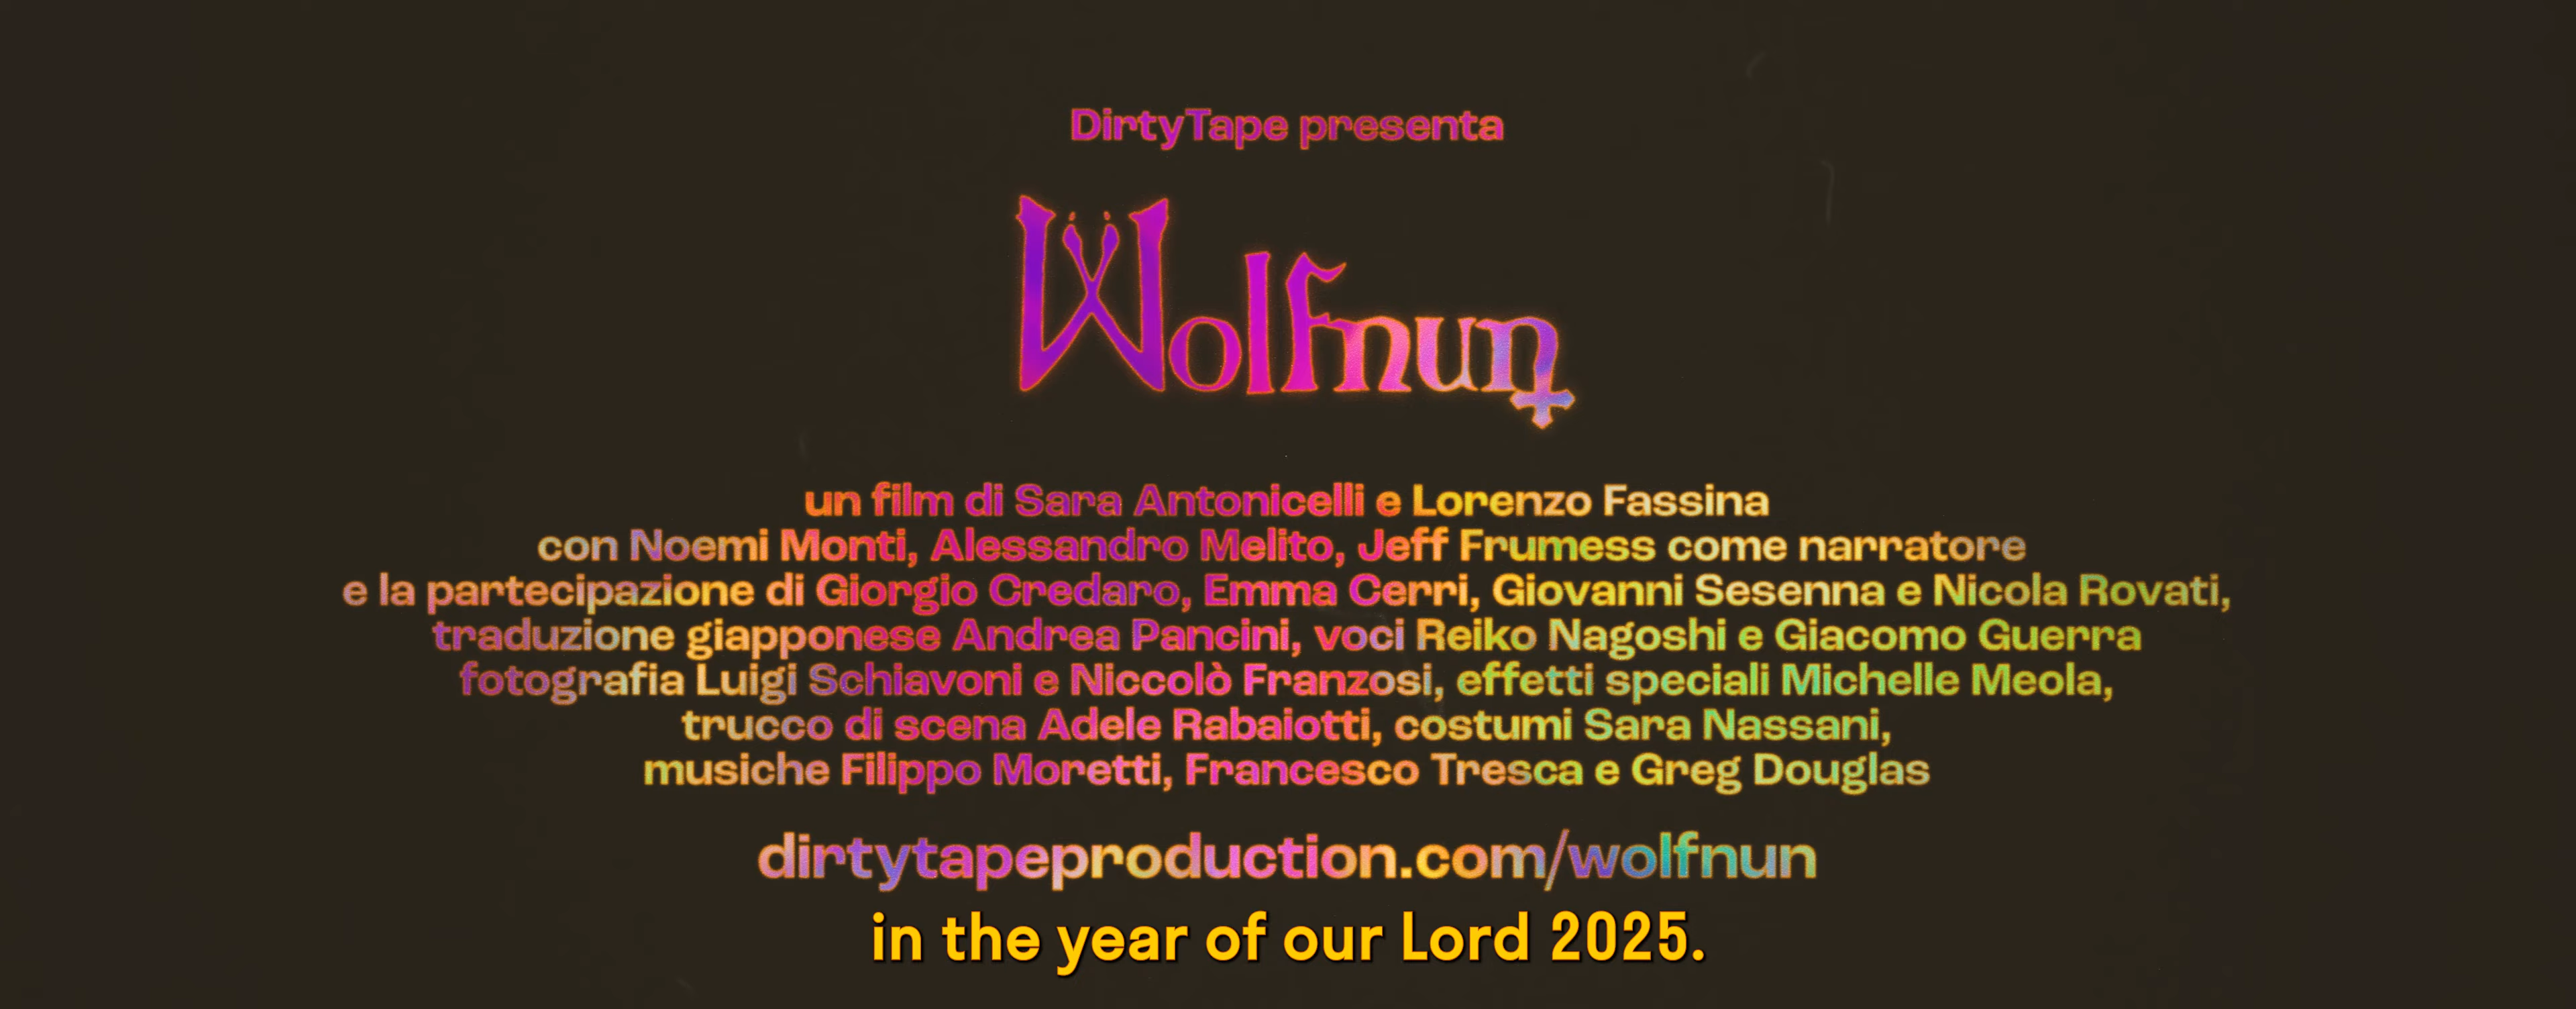 DirtyTape presenta
Ẅolfnun
un film di Sara Antonicelli e Lorenzo Fassina
con Noemi Monti, Alessandro Melito, Jeff Frumess come narratore
e la partecipazione di Giorgio Credaro, Emma Cerri, Giovanni Sesenna e Nicola Rovati,
traduzione giapponese Andrea Pancini, voci Reiko Nagoshi e Giacomo Guerra
fotografia Luigi Schiavoni e Niccolò Franzosi, effetti speciali Michelle Meola,
trucco di scena Adele Rabaiotti, costumi Sara Nassani,
musiche Filippo Moretti, Francesco Tresca e Greg Douglas
dirtytapeproduction.com/wolfnun
in the year of our Lord 2025.